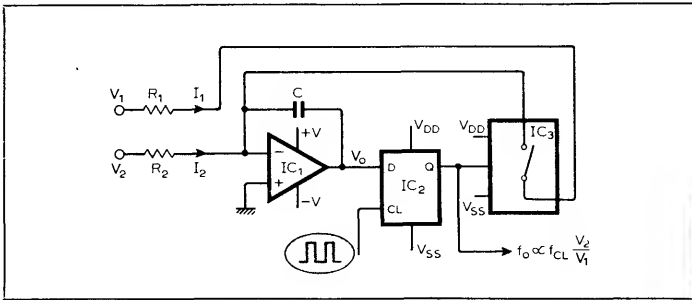 V1 R1 I1
V2 R2 I2
C
+V
− IC1
+
−V
Vo
VDD
D Q
IC2
CL
VSS
VDD IC3
VSS
fo ∝ fCL V2/V1